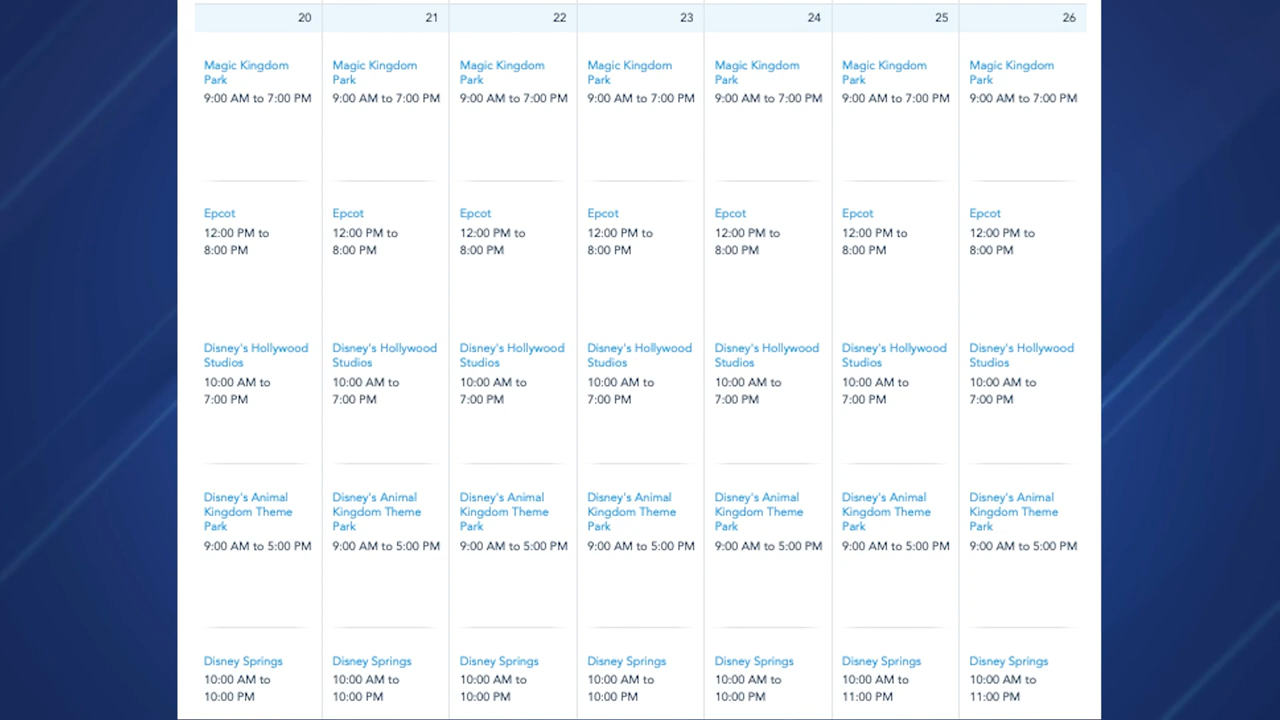 20 21 22 23 24 25 26
Magic Kingdom Magic Kingdom Magic Kingdom Magic Kingdom Magic Kingdom Magic Kingdom Magic Kingdom
Park Park Park Park Park Park Park
9:00 AM to 7:00 PM 9:00 AM to 7:00 PM 9:00 AM to 7:00 PM 9:00 AM to 7:00 PM 9:00 AM to 7:00 PM 9:00 AM to 7:00 PM 9:00 AM to 7:00 PM
Epcot Epcot Epcot Epcot Epcot Epcot Epcot
12:00 PM to 12:00 PM to 12:00 PM to 12:00 PM to 12:00 PM to 12:00 PM to 12:00 PM to
8:00 PM 8:00 PM 8:00 PM 8:00 PM 8:00 PM 8:00 PM 8:00 PM
Disney's Hollywood Disney's Hollywood Disney's Hollywood Disney's Hollywood Disney's Hollywood Disney's Hollywood Disney's Hollywood
Studios Studios Studios Studios Studios Studios Studios
10:00 AM to 10:00 AM to 10:00 AM to 10:00 AM to 10:00 AM to 10:00 AM to 10:00 AM to
7:00 PM 7:00 PM 7:00 PM 7:00 PM 7:00 PM 7:00 PM 7:00 PM
Disney's Animal Disney's Animal Disney's Animal Disney's Animal Disney's Animal Disney's Animal Disney's Animal
Kingdom Theme Kingdom Theme Kingdom Theme Kingdom Theme Kingdom Theme Kingdom Theme Kingdom Theme
Park Park Park Park Park Park Park
9:00 AM to 5:00 PM 9:00 AM to 5:00 PM 9:00 AM to 5:00 PM 9:00 AM to 5:00 PM 9:00 AM to 5:00 PM 9:00 AM to 5:00 PM 9:00 AM to 5:00 PM
Disney Springs Disney Springs Disney Springs Disney Springs Disney Springs Disney Springs Disney Springs
10:00 AM to 10:00 AM to 10:00 AM to 10:00 AM to 10:00 AM to 10:00 AM to 10:00 AM to
10:00 PM 10:00 PM 10:00 PM 10:00 PM 10:00 PM 11:00 PM 11:00 PM